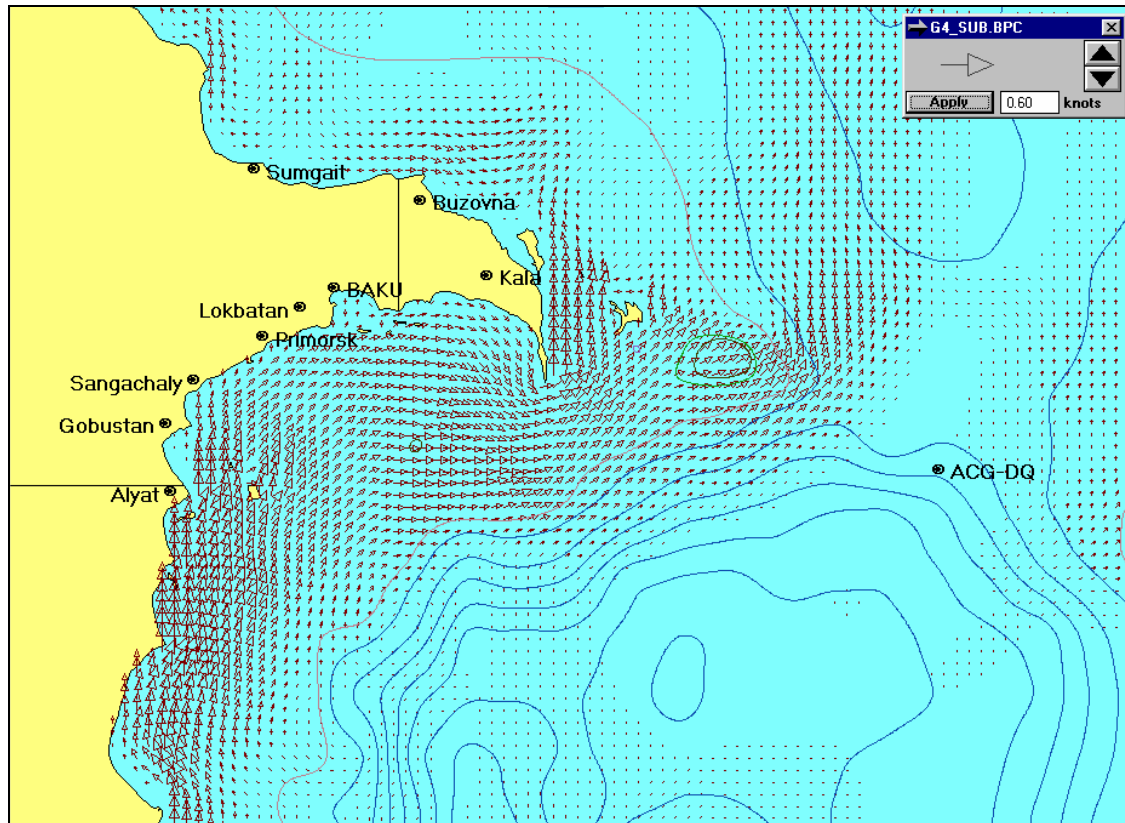 G4_SUB.BPC
Apply 0.60 knots
Sumgait
Buzovna
Kala
BAKU
Lokbatan
Primorsk
Sangachaly
Gobustan
ACG-DQ
Alyat